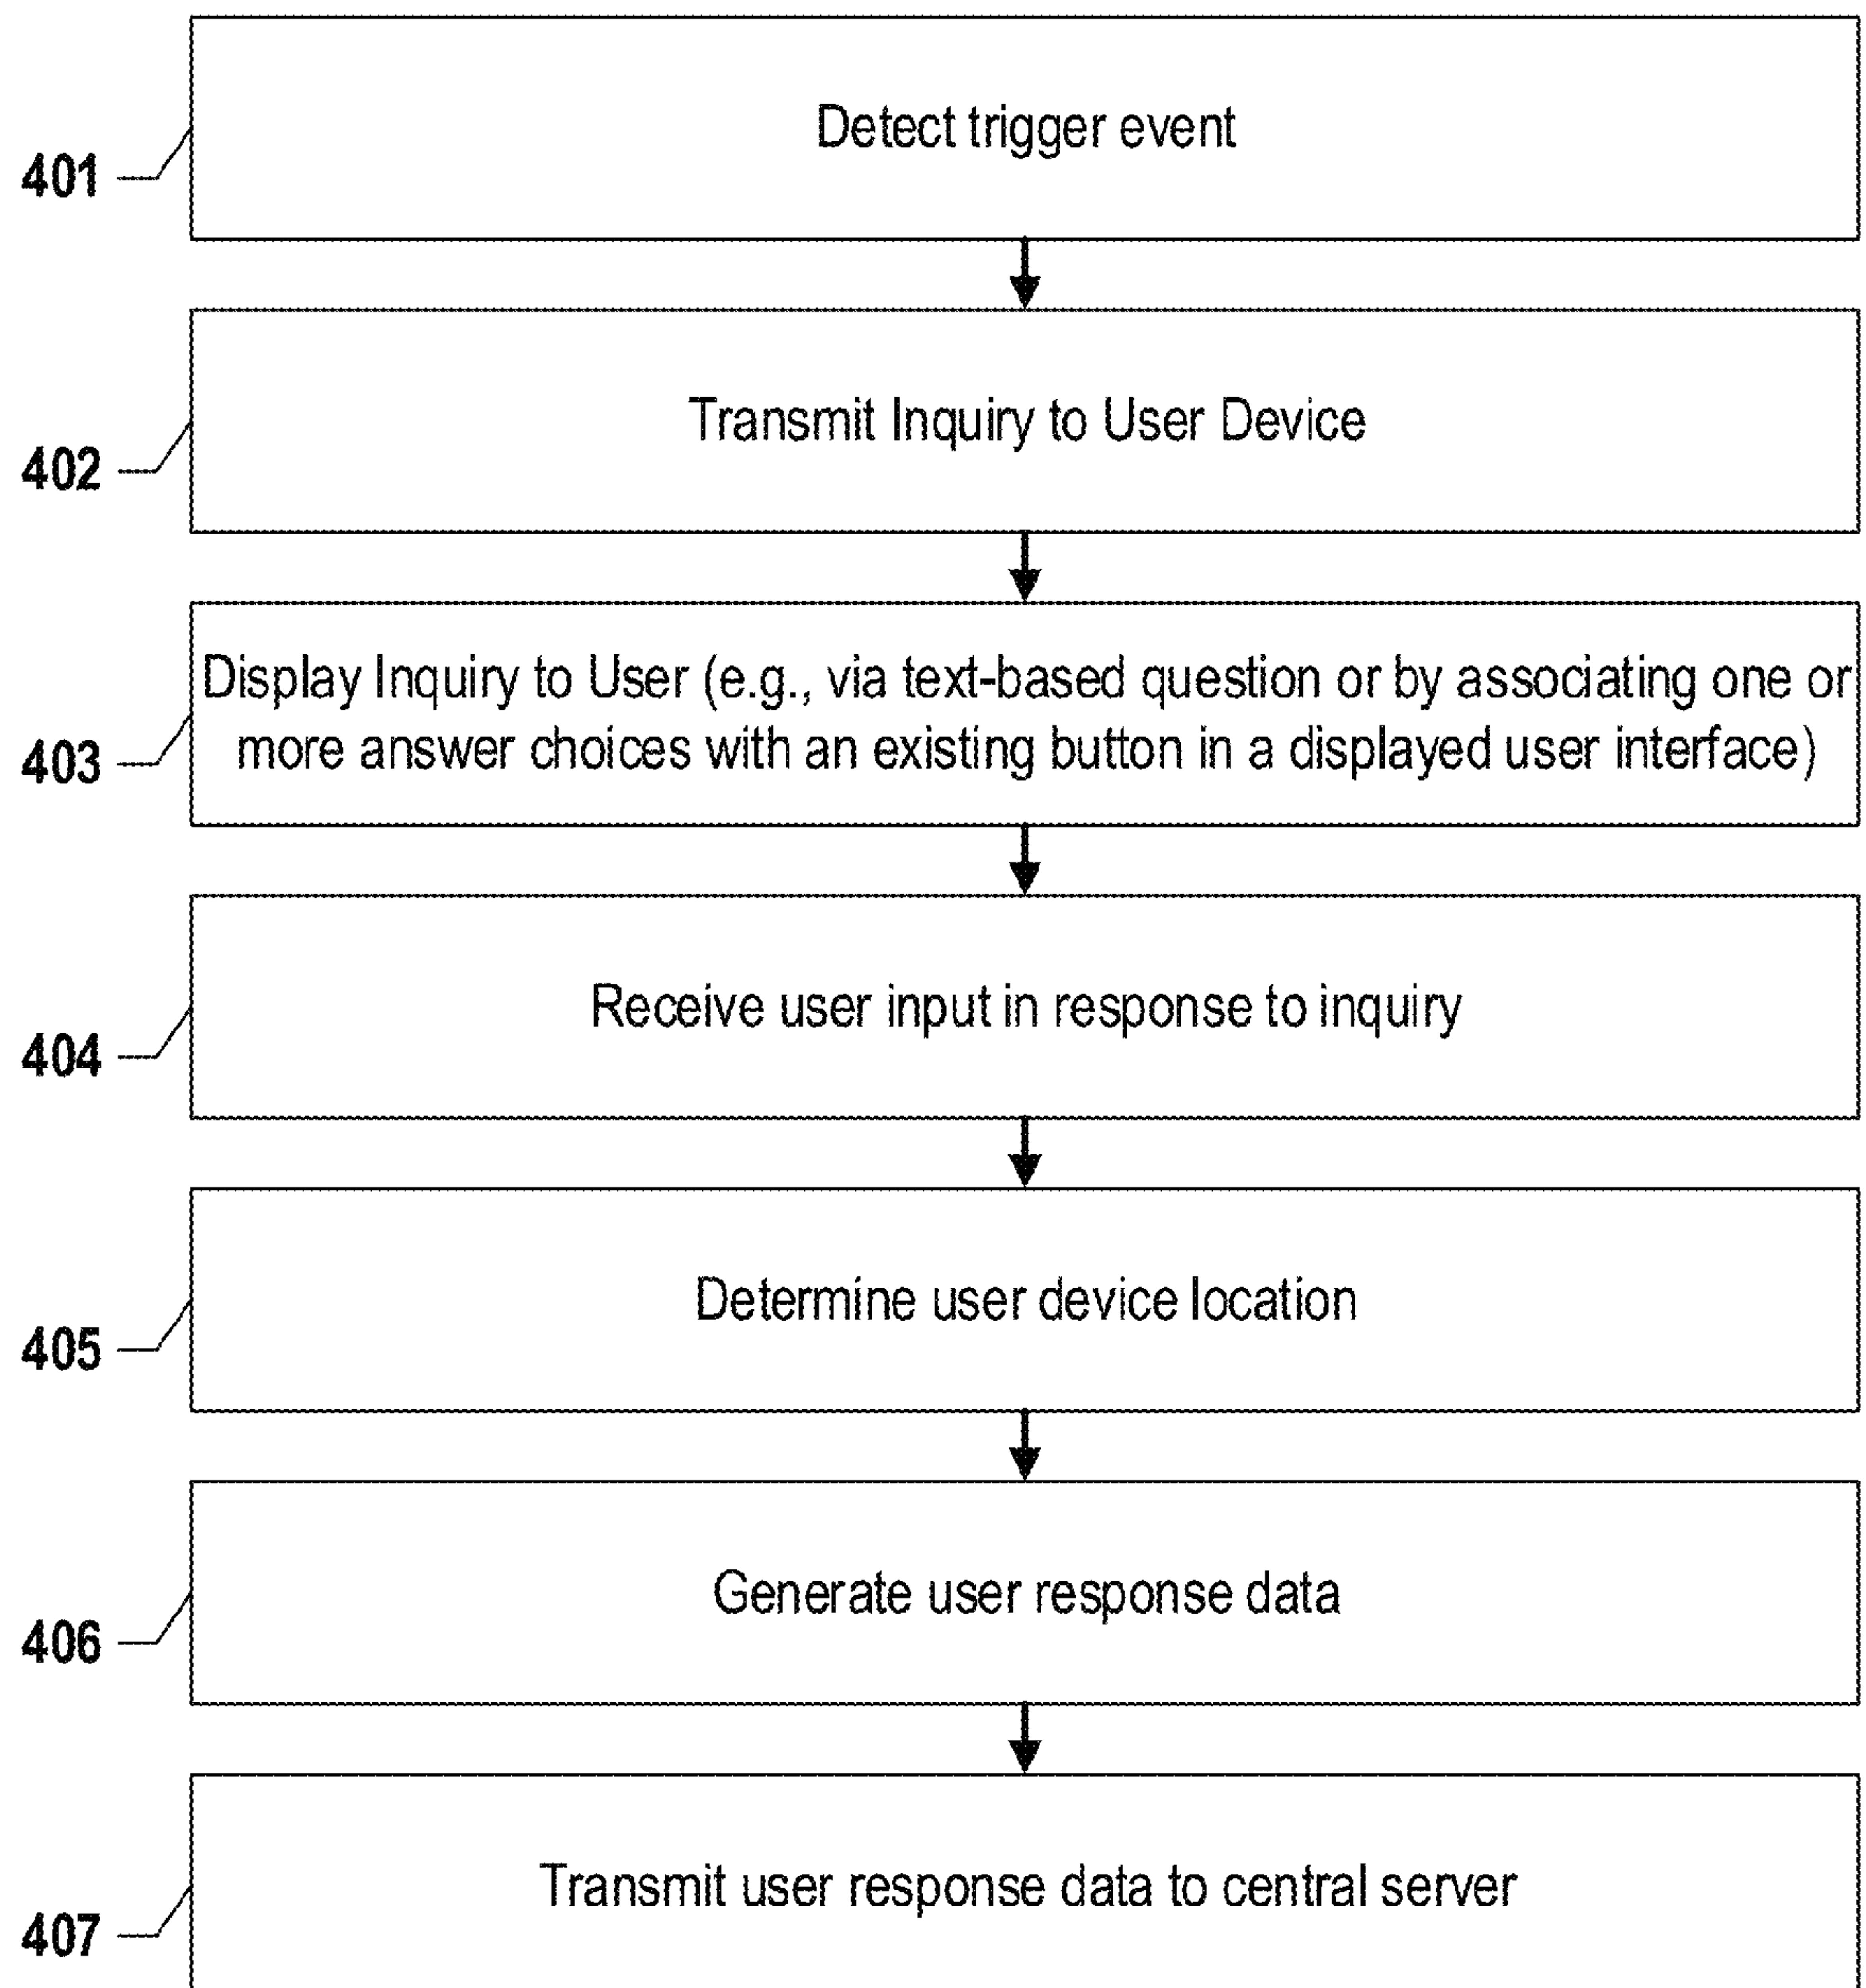 Detect trigger event
401
Transmit Inquiry to User Device
402
Display Inquiry to User (e.g., via text-based question or by associating one or
more answer choices with an existing button in a displayed user interface)
403
Receive user input in response to inquiry
404
Determine user device location
405
Generate user response data
406
Transmit user response data to central server
407